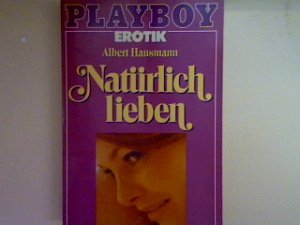 PLAYBOY
EROTIK
Albert Hausmann
Natürlich
lieben